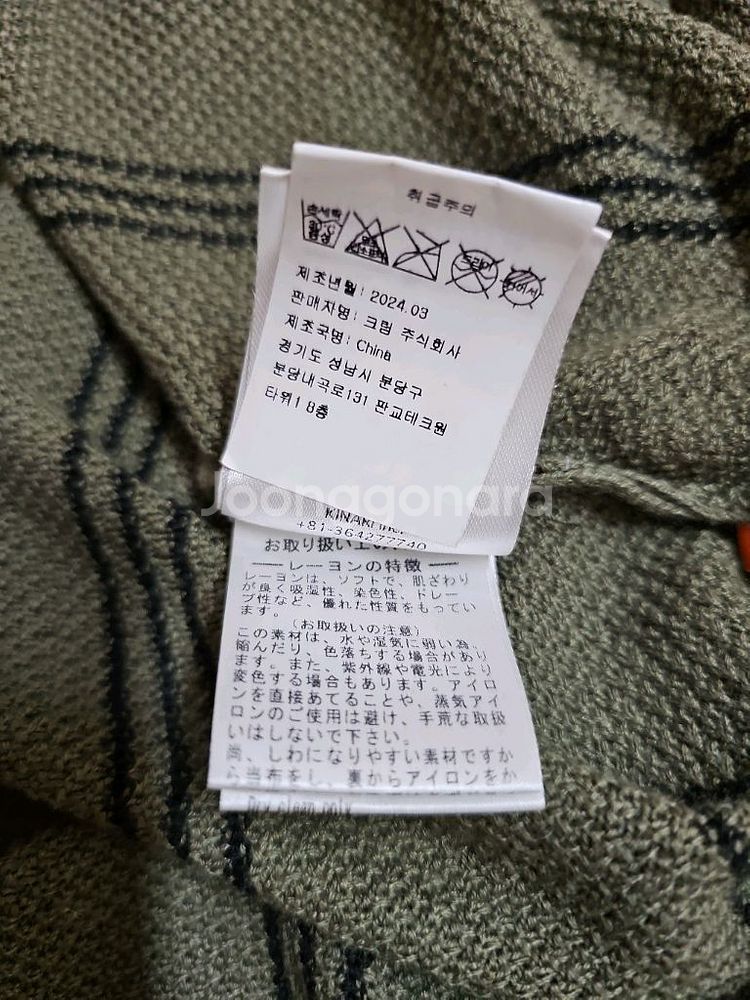 취급주의
손세탁
제조년월: 2024.03
판매자명: 크림 주식회사
제조국명: China
경기도 성남시 분당구
분당내곡로131 판교테크원
타워1 8층
Joonggonara
+81-364277740
お取り扱い上の
レーヨンの特徴
レーヨンは、ソフトで、肌ざわり
が良く吸湿性、染色性、ドレー
プ性など、優れた性質をもってい
ます。
(お取扱いの注意)
この素材は、水や湿気に弱い為、
縮んだり、色落ちする場合があり
ます。また、紫外線や電光により
変色する場合もあります。アイロ
ンを直接あてることや、蒸気アイ
ロンのご使用は避け、手荒な取扱
いはしないで下さい。
尚、しわになりやすい素材ですか
ら当布をし、裏からアイロンをか
Dry clean only